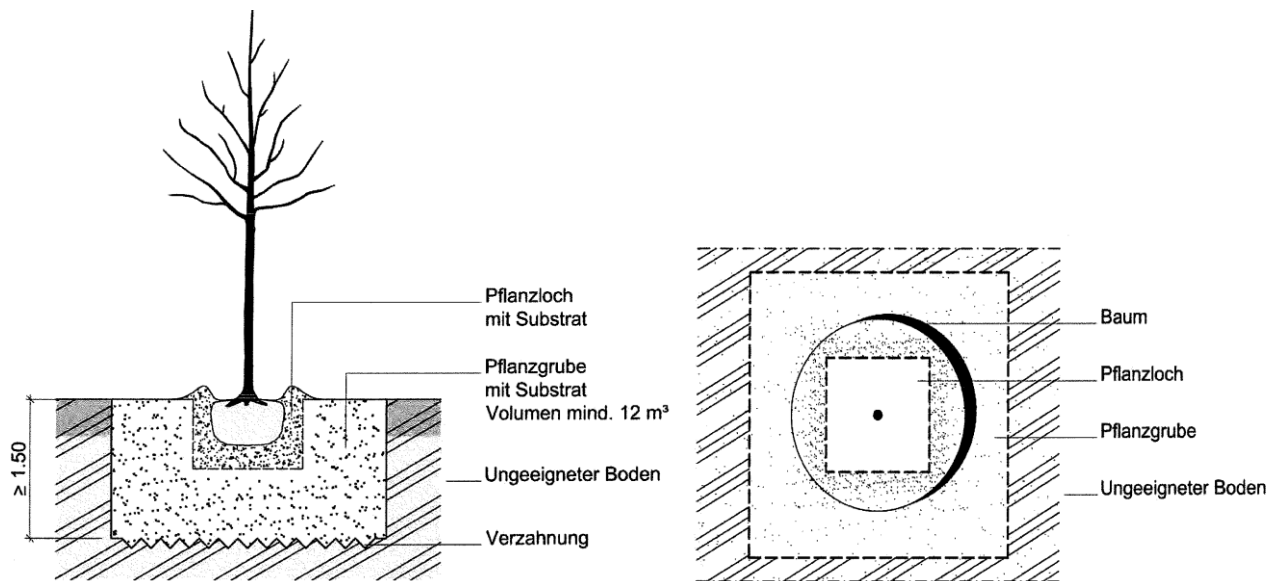 Pflanzloch
mit Substrat
Pflanzgrube
mit Substrat
Volumen mind. 12 m³
Ungeeigneter Boden
Verzahnung
≥ 1.50
Baum
Pflanzloch
Pflanzgrube
Ungeeigneter Boden